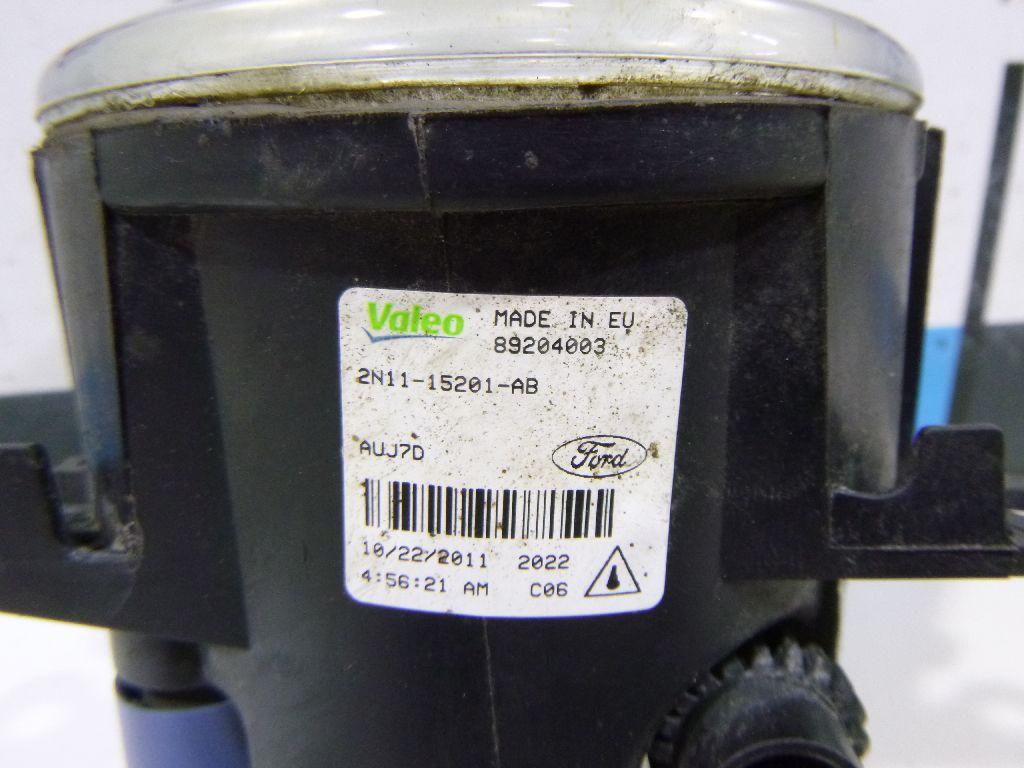 Valeo MADE IN EU
89204003
2N11-15201-AB
AUJ7D Ford
10/22/2011 2022
4:56:21 AM C06